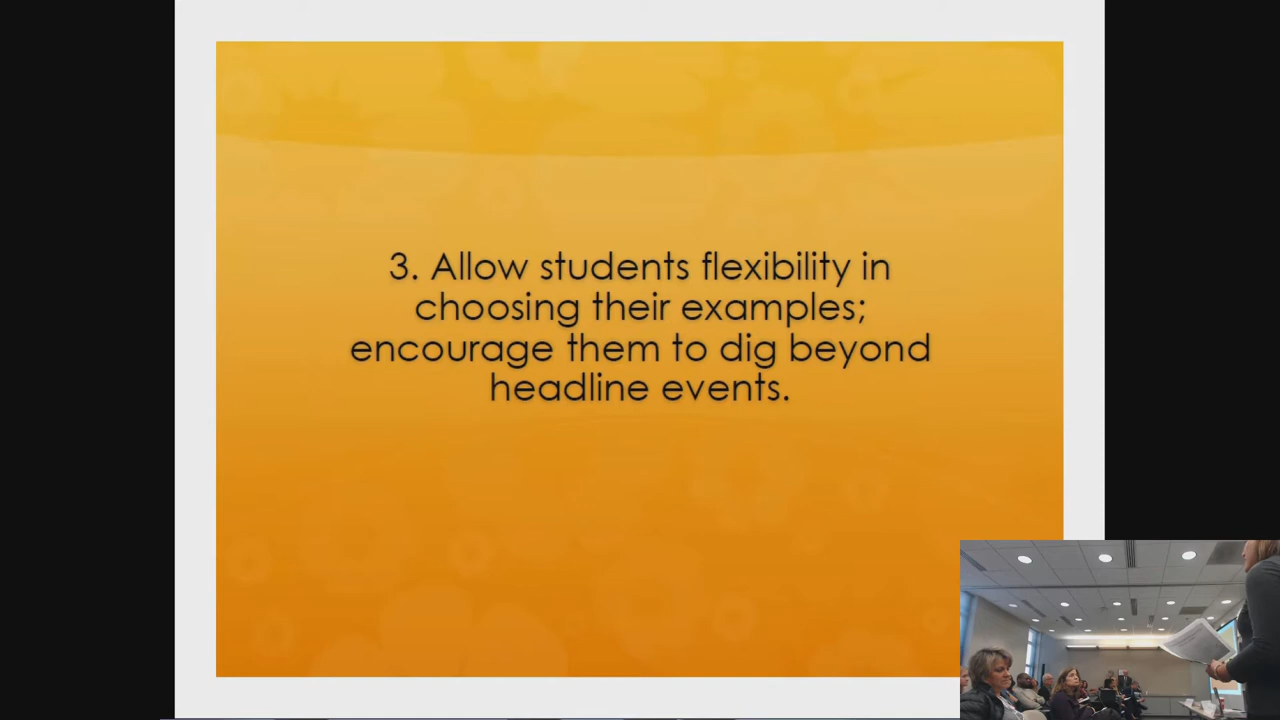 3. Allow students flexibility in
choosing their examples;
encourage them to dig beyond
headline events.